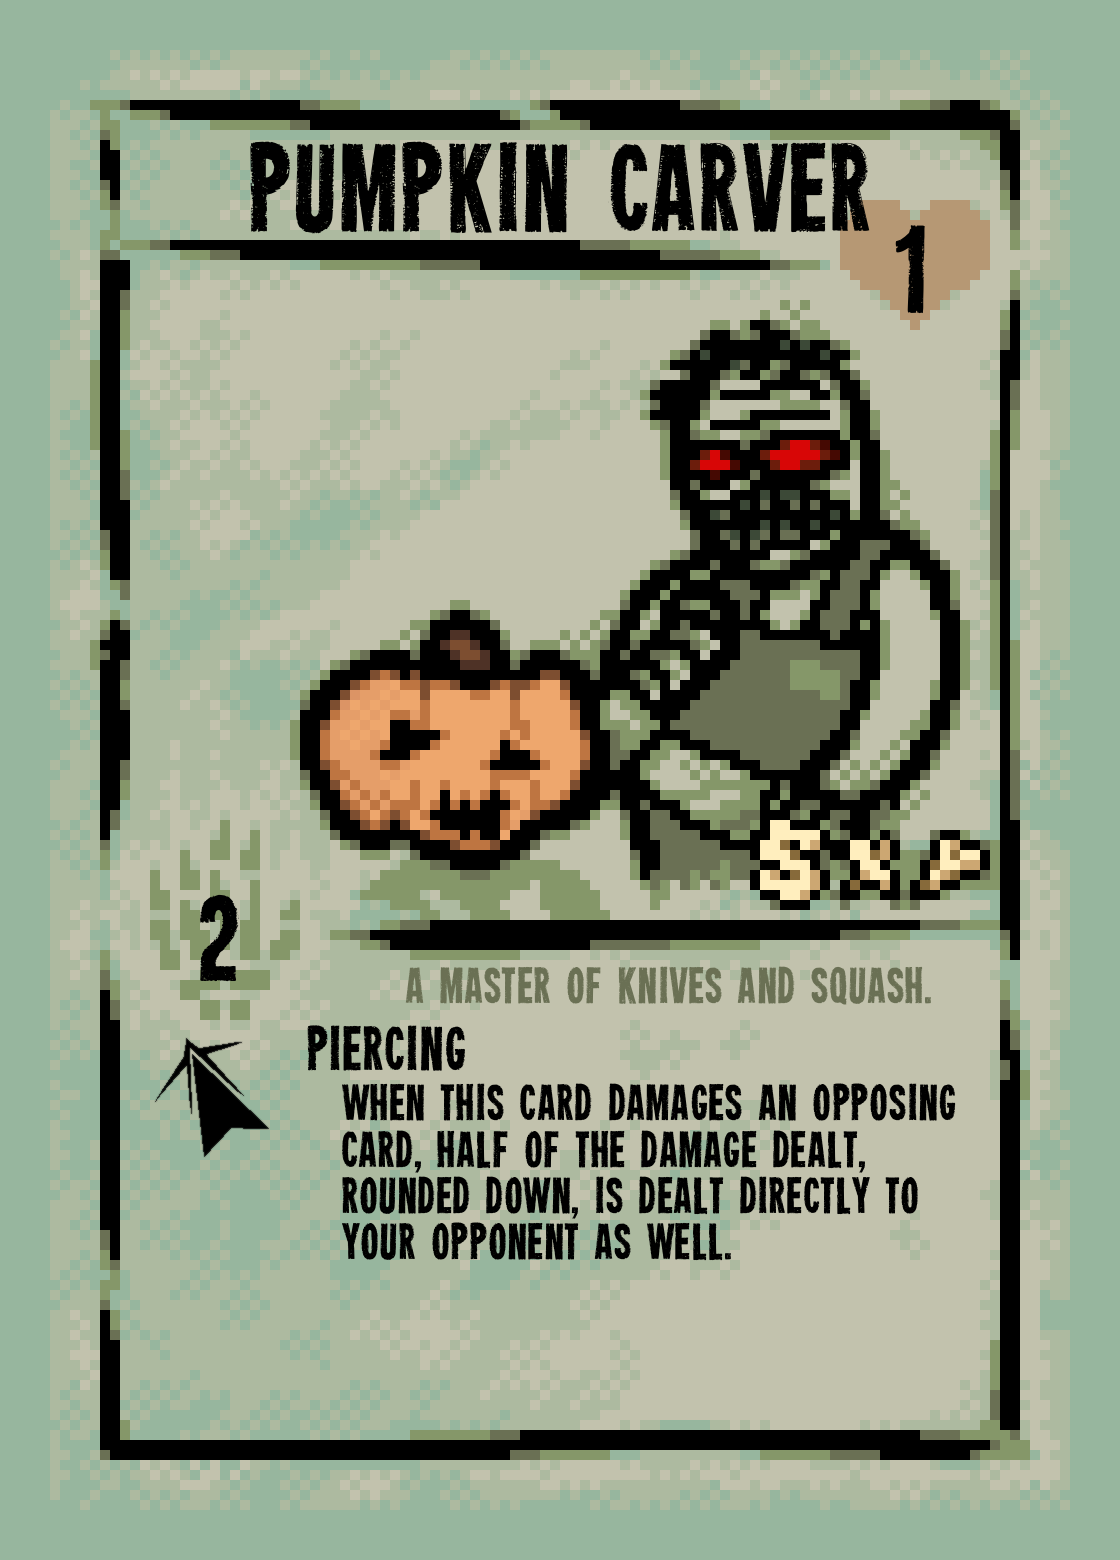 PUMPKIN CARVER
1
SXY
2
A MASTER OF KNIVES AND SQUASH.
PIERCING
WHEN THIS CARD DAMAGES AN OPPOSING
CARD, HALF OF THE DAMAGE DEALT,
ROUNDED DOWN, IS DEALT DIRECTLY TO
YOUR OPPONENT AS WELL.